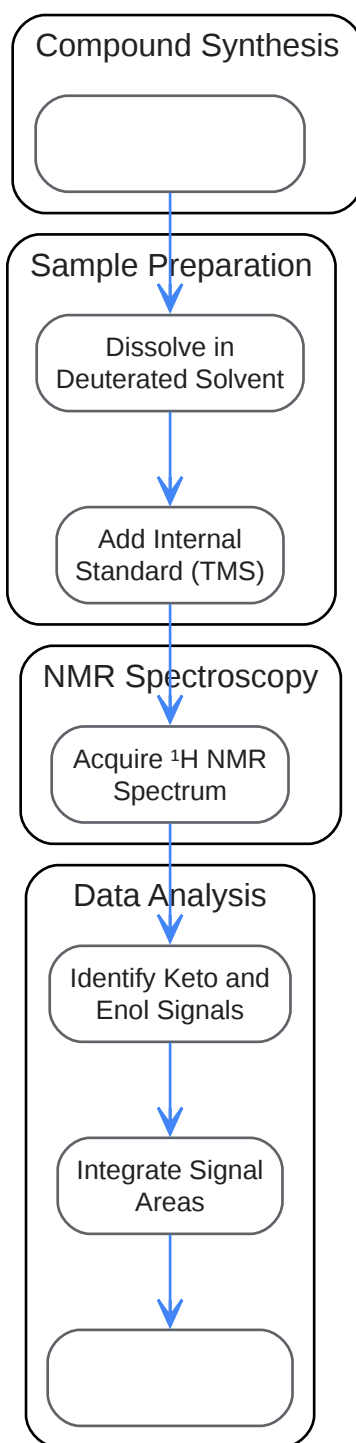 Compound Synthesis
Sample Preparation
Dissolve in
Deuterated Solvent
Add Internal
Standard (TMS)
NMR Spectroscopy
Acquire ¹H NMR
Spectrum
Data Analysis
Identify Keto and
Enol Signals
Integrate Signal
Areas